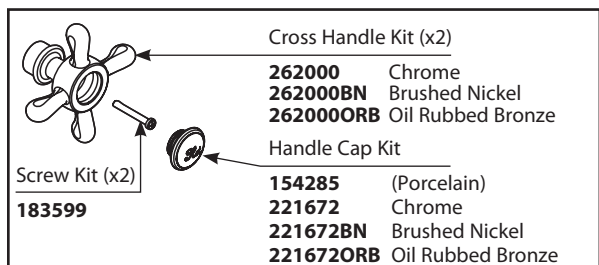 Cross Handle Kit (x2)
262000 Chrome
262000BN Brushed Nickel
262000ORB Oil Rubbed Bronze
Handle Cap Kit
154285 (Porcelain)
221672 Chrome
221672BN Brushed Nickel
221672ORB Oil Rubbed Bronze
Screw Kit (x2)
183599